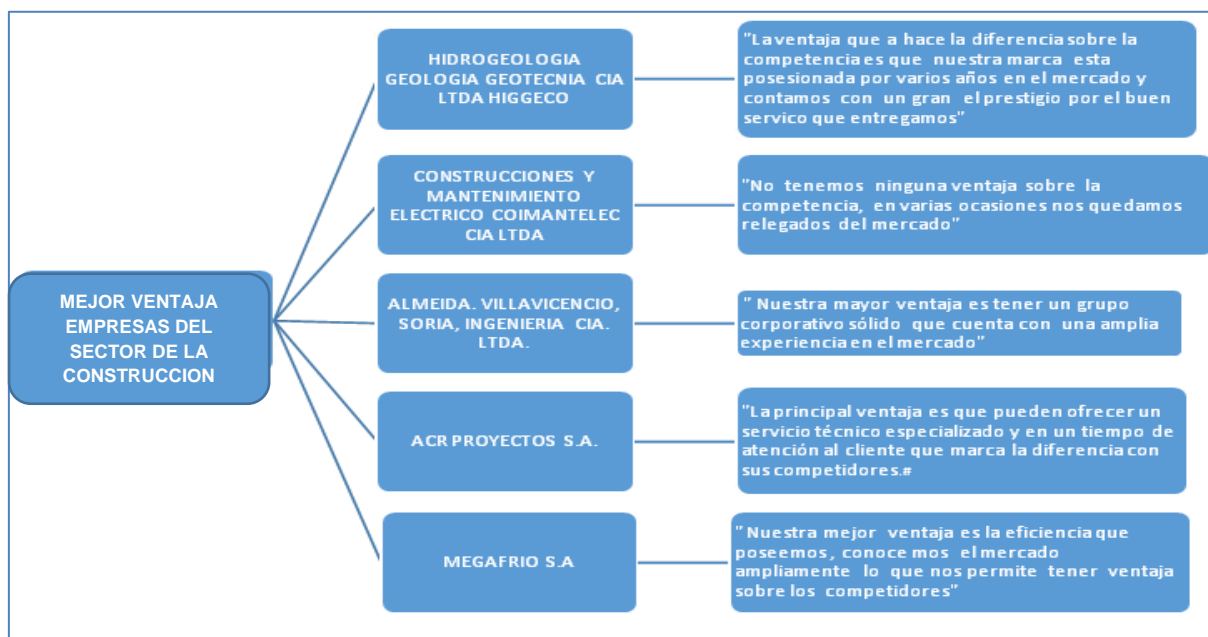 MEJOR VENTAJA
EMPRESAS DEL
SECTOR DE LA
CONSTRUCCION
HIDROGEOLOGIA
GEOLOGIA GEOTECNIA CIA
LTDA HIGGECO
"La ventaja que a hace la diferencia sobre la
competencia es que nuestra marca esta
posesionada por varios años en el mercado y
contamos con un gran el prestigio por el buen
servico que entregamos"
CONSTRUCCIONES Y
MANTENIMIENTO
ELECTRICO COIMANTELEC
CIA LTDA
"No tenemos ninguna ventaja sobre la
competencia, en varias ocasiones nos quedamos
relegados del mercado"
ALMEIDA. VILLAVICENCIO,
SORIA, INGENIERIA CIA.
LTDA.
" Nuestra mayor ventaja es tener un grupo
corporativo sólido que cuenta con una amplia
experiencia en el mercado"
ACR PROYECTOS S.A.
"La principal ventaja es que pueden ofrecer un
servicio técnico especializado y en un tiempo de
atención al cliente que marca la diferencia con
sus competidores.#
MEGAFRIO S.A
" Nuestra mejor ventaja es la eficiencia que
poseemos, conoce mos el mercado
ampliamente lo que nos permite tener ventaja
sobre los competidores"